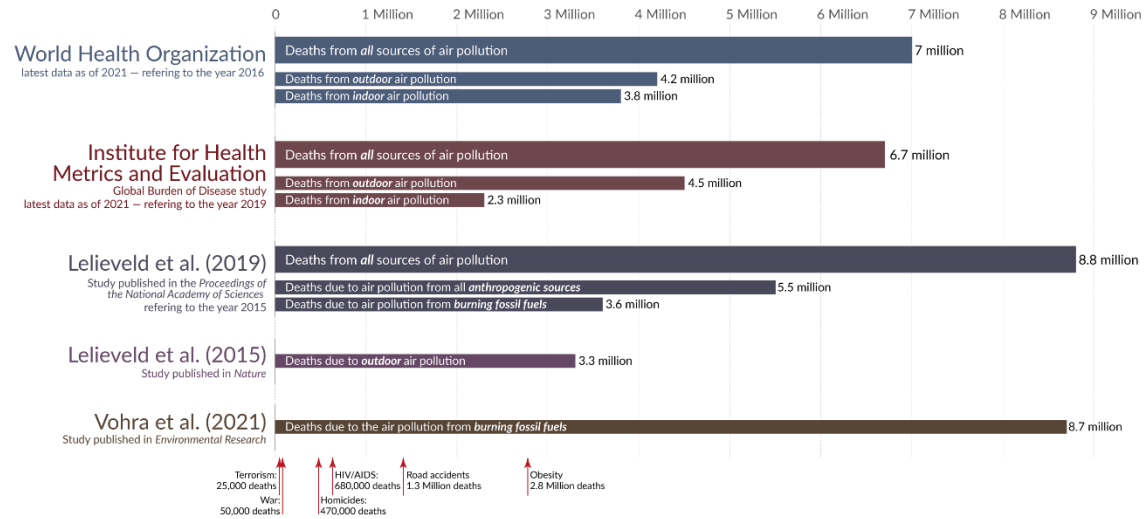 0 1 Million 2 Million 3 Million 4 Million 5 Million 6 Million 7 Million 8 Million 9 Million
World Health Organization
latest data as of 2021 — refering to the year 2016
Deaths from all sources of air pollution 7 million
Deaths from outdoor air pollution 4.2 million
Deaths from indoor air pollution 3.8 million
Institute for Health
Metrics and Evaluation
Global Burden of Disease study
latest data as of 2021 — refering to the year 2019
Deaths from all sources of air pollution 6.7 million
Deaths from outdoor air pollution 4.5 million
Deaths from indoor air pollution 2.3 million
Lelieveld et al. (2019)
Study published in the Proceedings of
the National Academy of Sciences
refering to the year 2015
Deaths from all sources of air pollution 8.8 million
Deaths due to air pollution from all anthropogenic sources 5.5 million
Deaths due to air pollution from burning fossil fuels 3.6 million
Lelieveld et al. (2015)
Study published in Nature
Deaths due to outdoor air pollution 3.3 million
Vohra et al. (2021)
Study published in Environmental Research
Deaths due to the air pollution from burning fossil fuels 8.7 million
Terrorism:
25,000 deaths
War:
50,000 deaths
HIV/AIDS:
680,000 deaths
Homicides:
470,000 deaths
Road accidents
1.3 Million deaths
Obesity
2.8 Million deaths